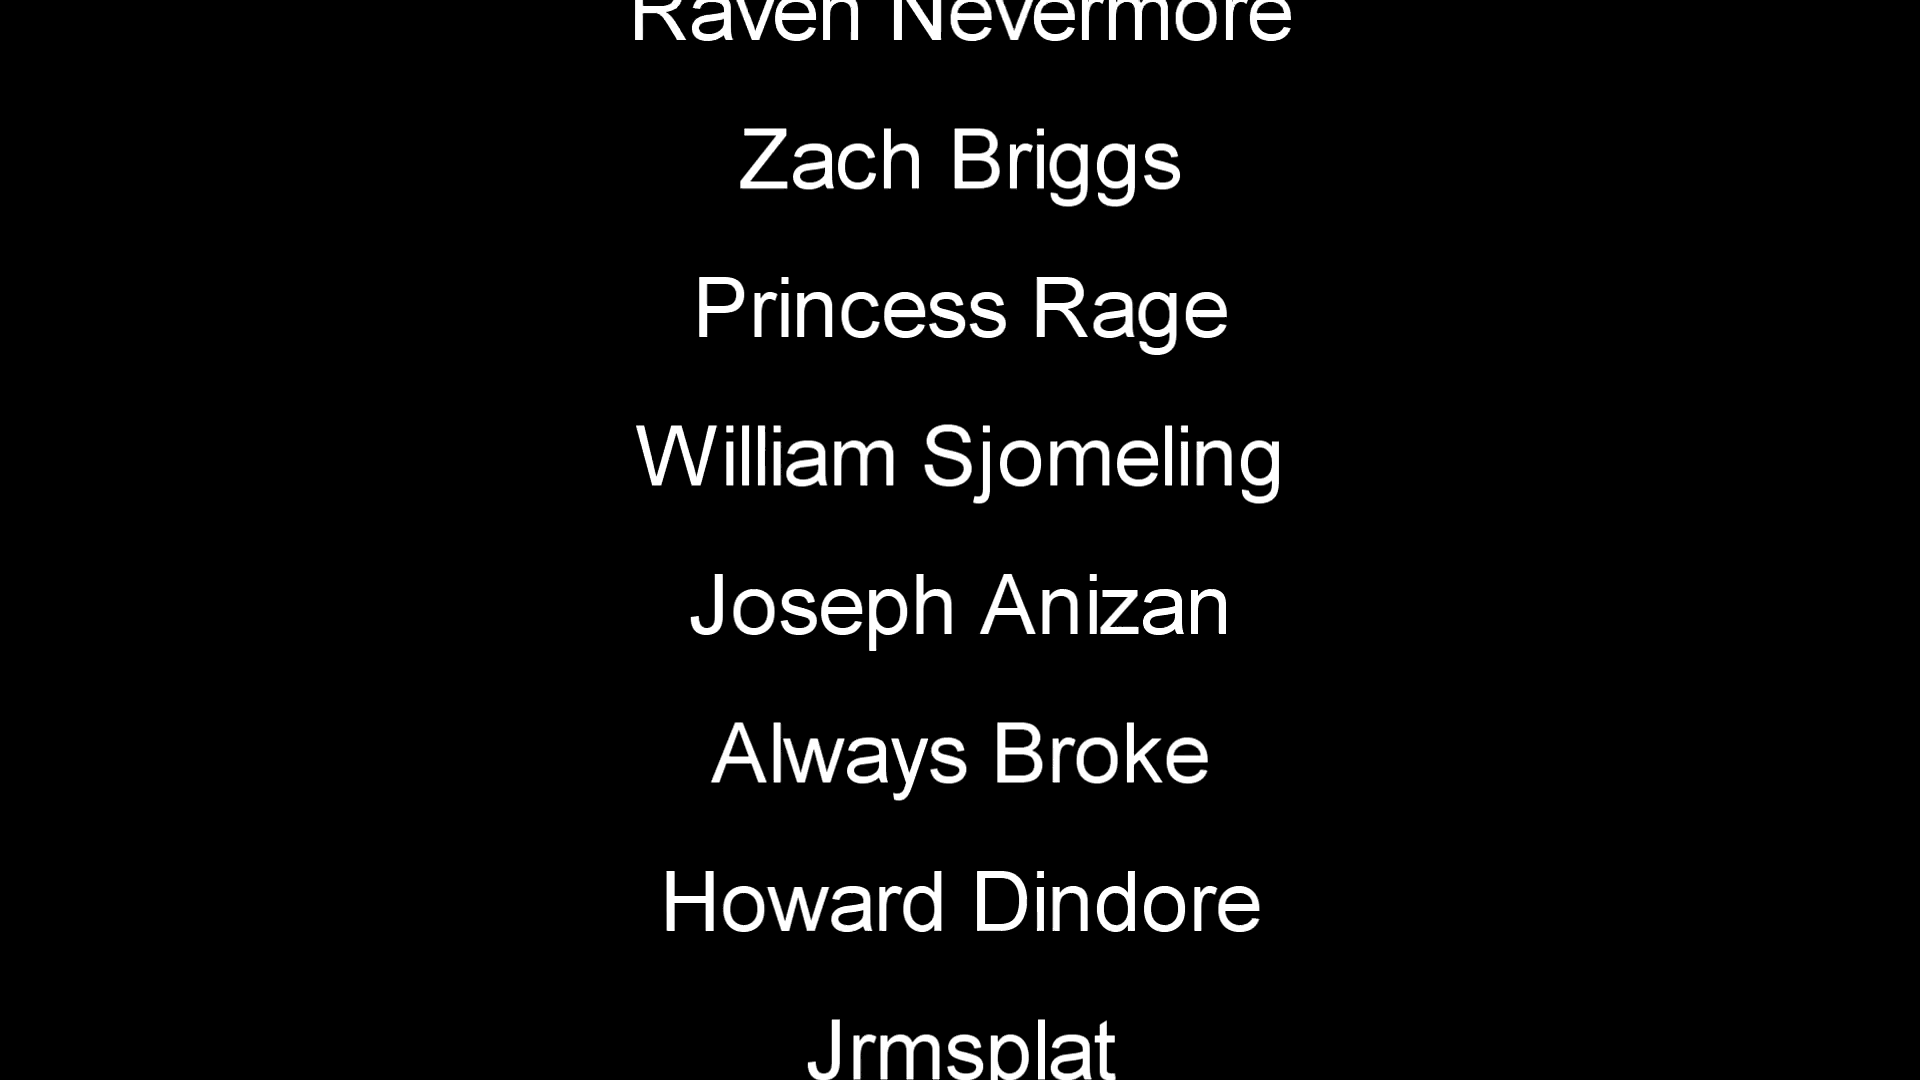 Raven Nevermore
Zach Briggs
Princess Rage
William Sjomeling
Joseph Anizan
Always Broke
Howard Dindore
Jrmsplat